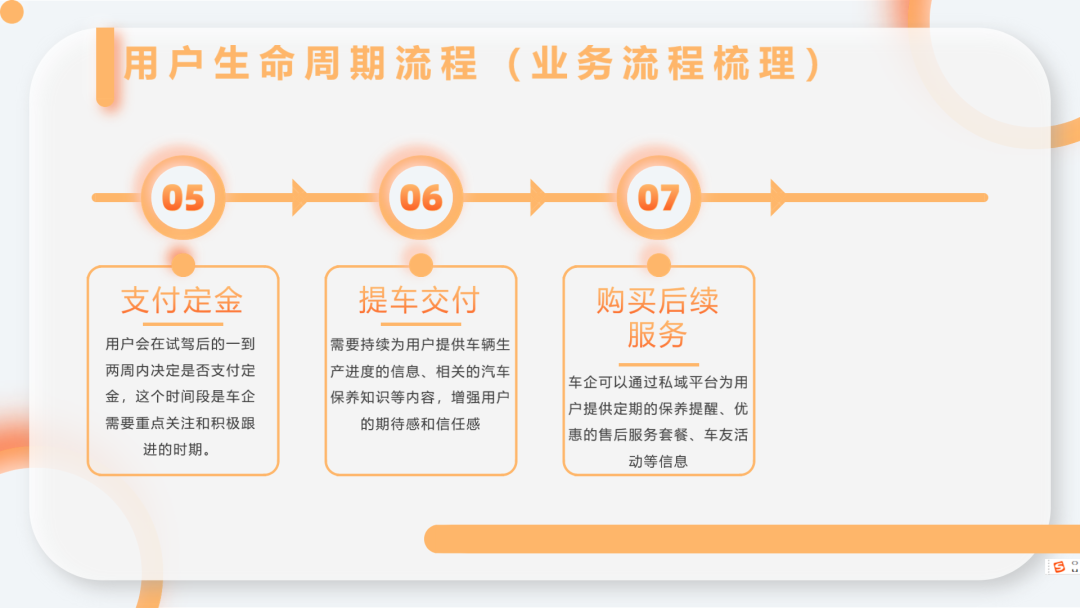 用户生命周期流程（业务流程梳理）
05
06
07
支付定金
用户会在试驾后的一到
两周内决定是否支付定
金，这个时间段是车企
需要重点关注和积极跟
进的时期。
提车交付
需要持续为用户提供车辆生
产进度的信息、相关的汽车
保养知识等内容，增强用户
的期待感和信任感
购买后续
服务
车企可以通过私域平台为用
户提供定期的保养提醒、优
惠的售后服务套餐、车友活
动等信息